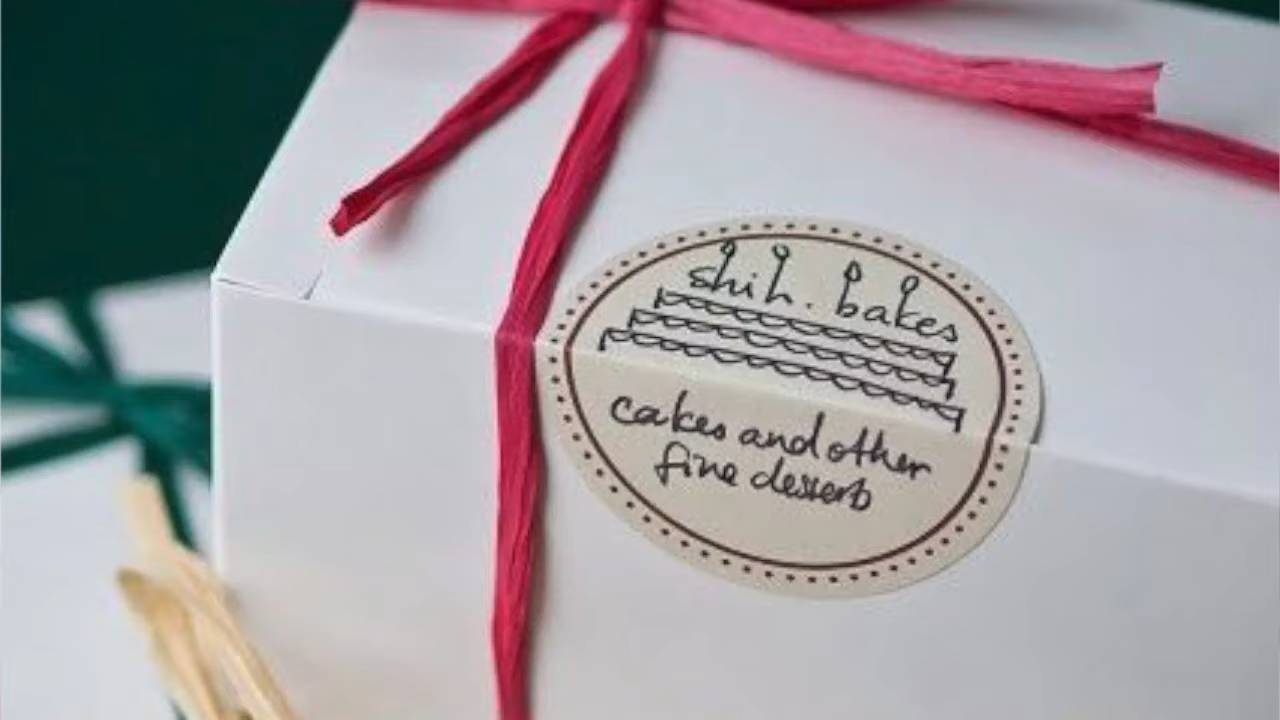 shih. bakes
cakes and other
fine desserts